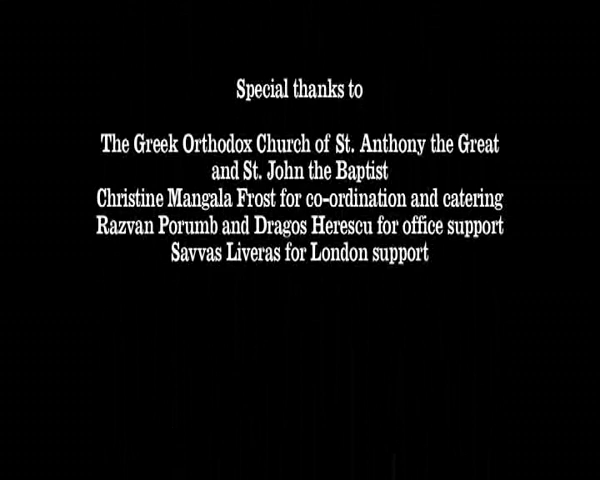 Special thanks to
The Greek Orthodox Church of St. Anthony the Great
and St. John the Baptist
Christine Mangala Frost for co-ordination and catering
Razvan Porumb and Dragos Herescu for office support
Savvas Liveras for London support